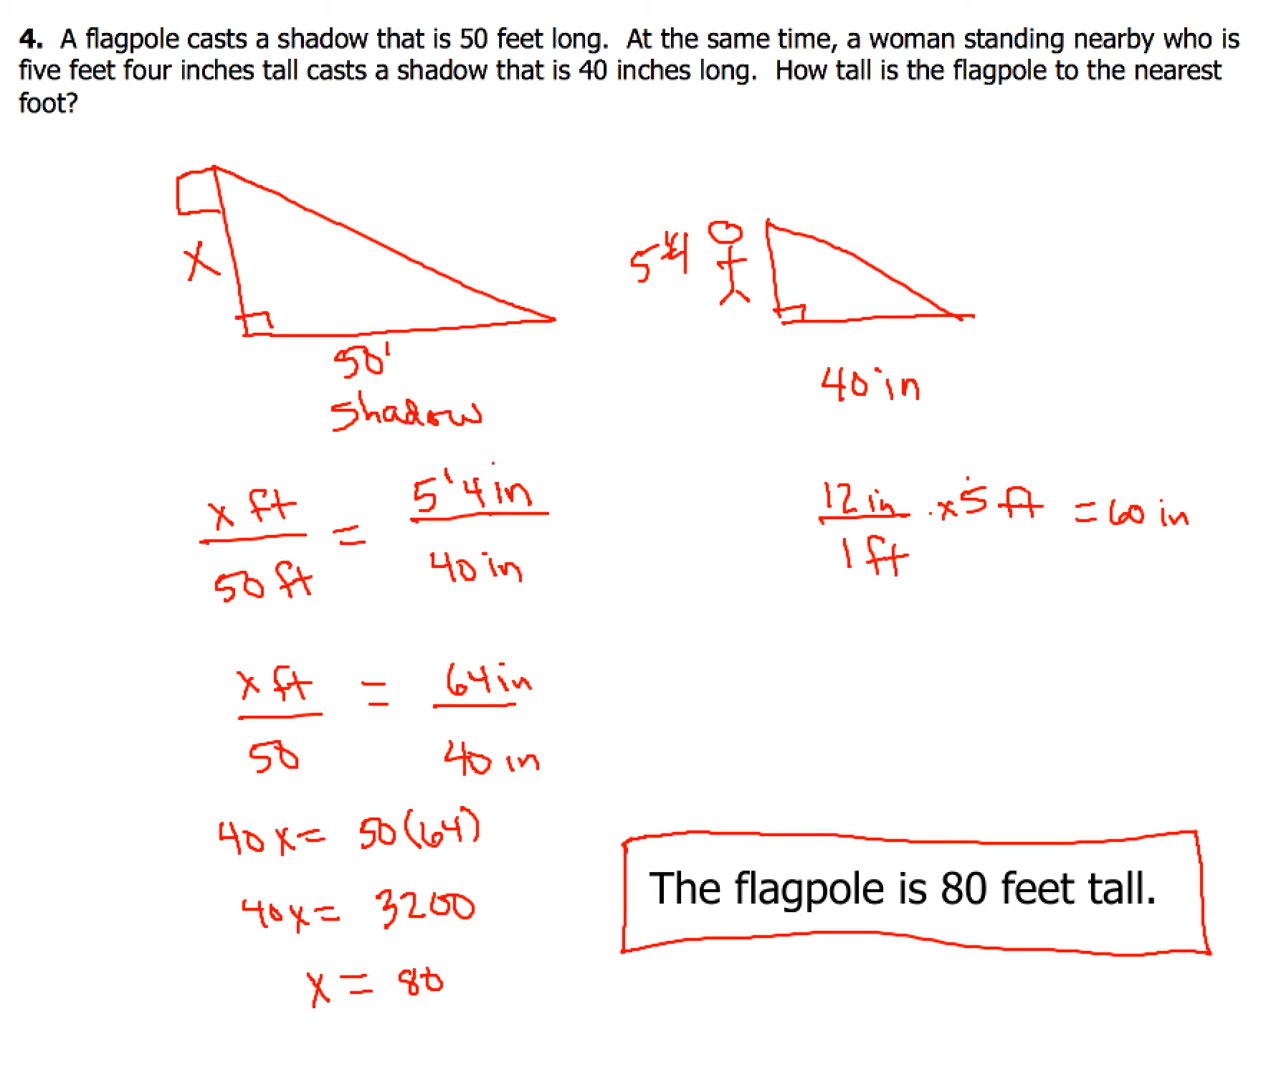 4. A flagpole casts a shadow that is 50 feet long. At the same time, a woman standing nearby who is
five feet four inches tall casts a shadow that is 40 inches long. How tall is the flagpole to the nearest
foot?
x
50'
shadow
5'4
40 in
x ft / 50 ft = 5'4 in / 40 in
12 in / 1 ft · x 5 ft = 60 in
x ft / 50 = 64 in / 40 in
40x = 50(64)
40x = 3200
x = 80
The flagpole is 80 feet tall.